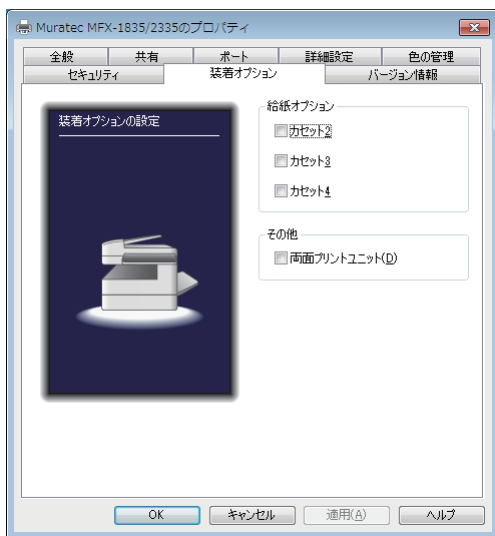 Muratec MFX-1835/2335のプロパティ
全般 共有 ポート 詳細設定 色の管理
セキュリティ 装着オプション バージョン情報
装着オプションの設定
給紙オプション
カセット2
カセット3
カセット4
その他
両面プリントユニット(D)
OK キャンセル 適用(A) ヘルプ